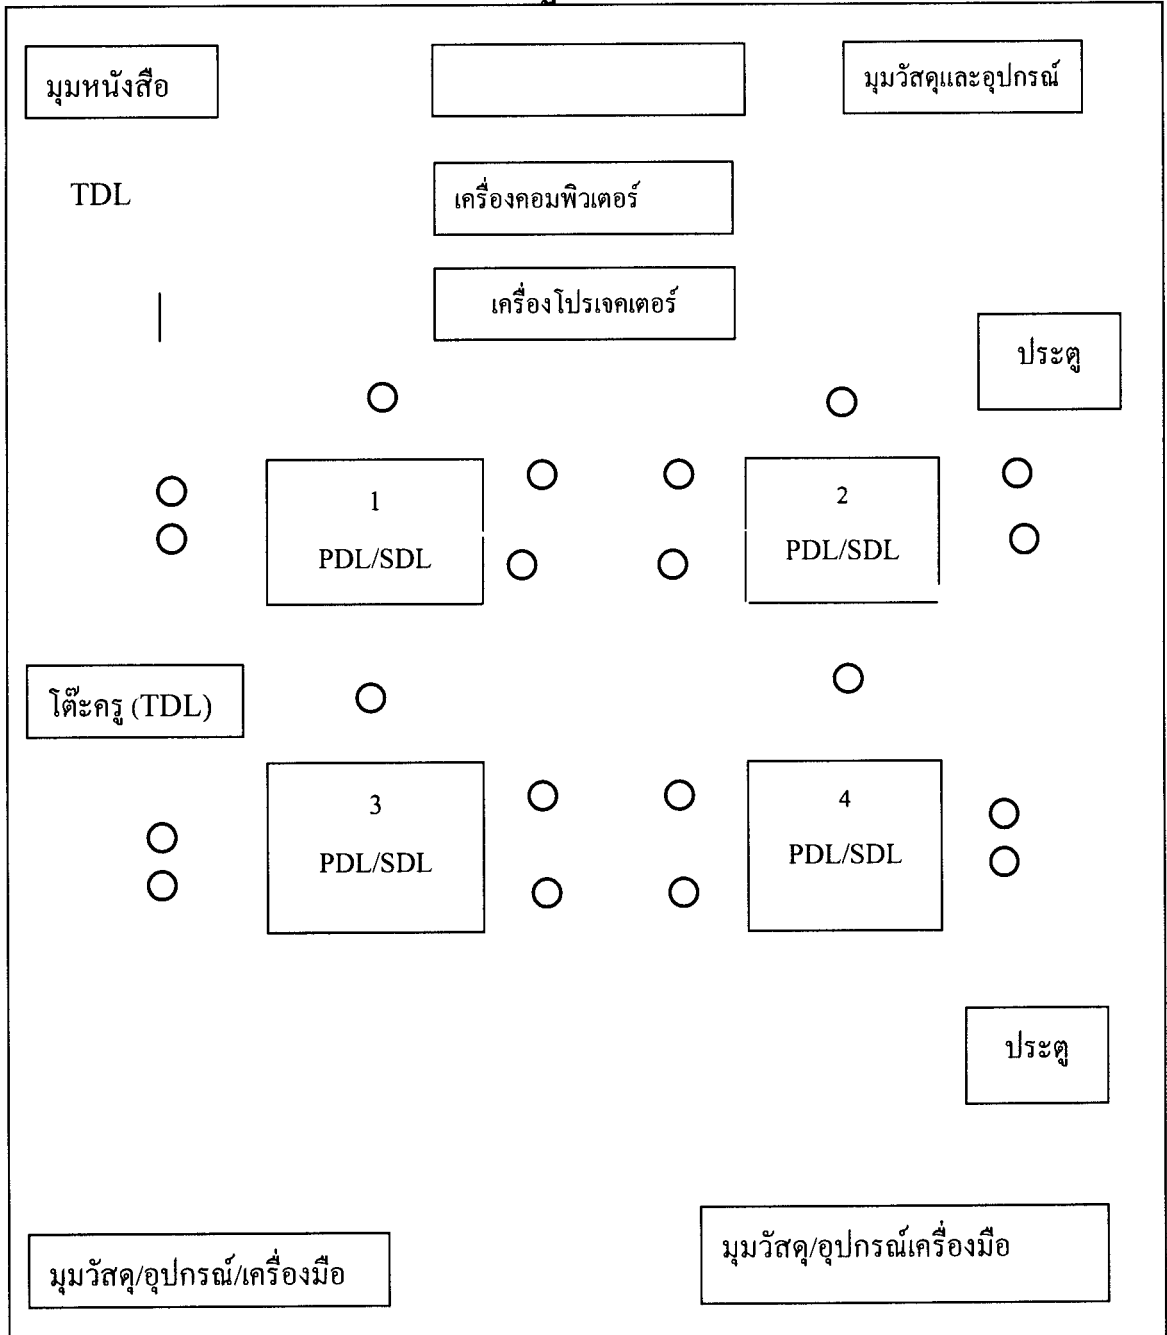 มุมหนังสือ
มุมวัสดุและอุปกรณ์
TDL
เครื่องคอมพิวเตอร์
เครื่องโปรเจคเตอร์
ประตู
1
PDL/SDL
2
PDL/SDL
โต๊ะครู (TDL)
3
PDL/SDL
4
PDL/SDL
ประตู
มุมวัสดุ/อุปกรณ์เครื่องมือ
มุมวัสดุ/อุปกรณ์/เครื่องมือ